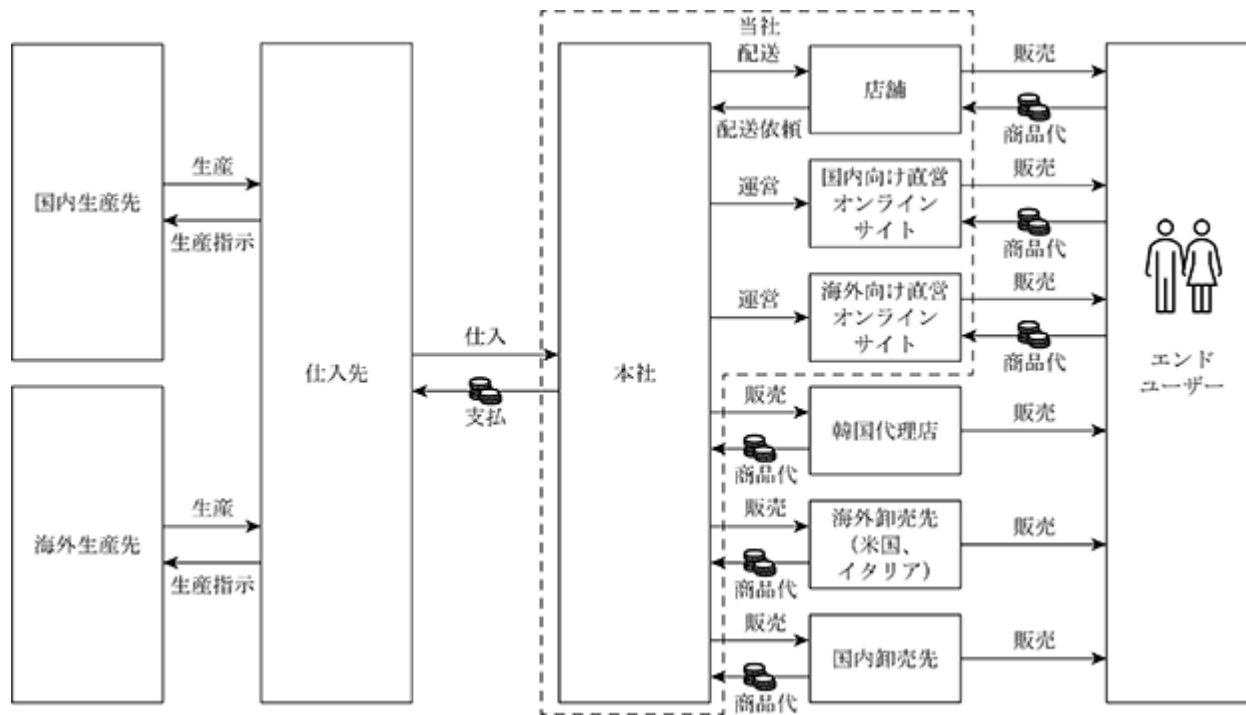 当社
国内生産先
生産
生産指示
海外生産先
生産
生産指示
仕入先
仕入
支払
本社
配送
配送依頼
店舗
販売
商品代
運営
国内向け直営
オンライン
サイト
販売
商品代
運営
海外向け直営
オンライン
サイト
販売
商品代
販売
商品代
韓国代理店
販売
販売
商品代
海外卸売先
(米国、
イタリア)
販売
販売
商品代
国内卸売先
販売
エンド
ユーザー